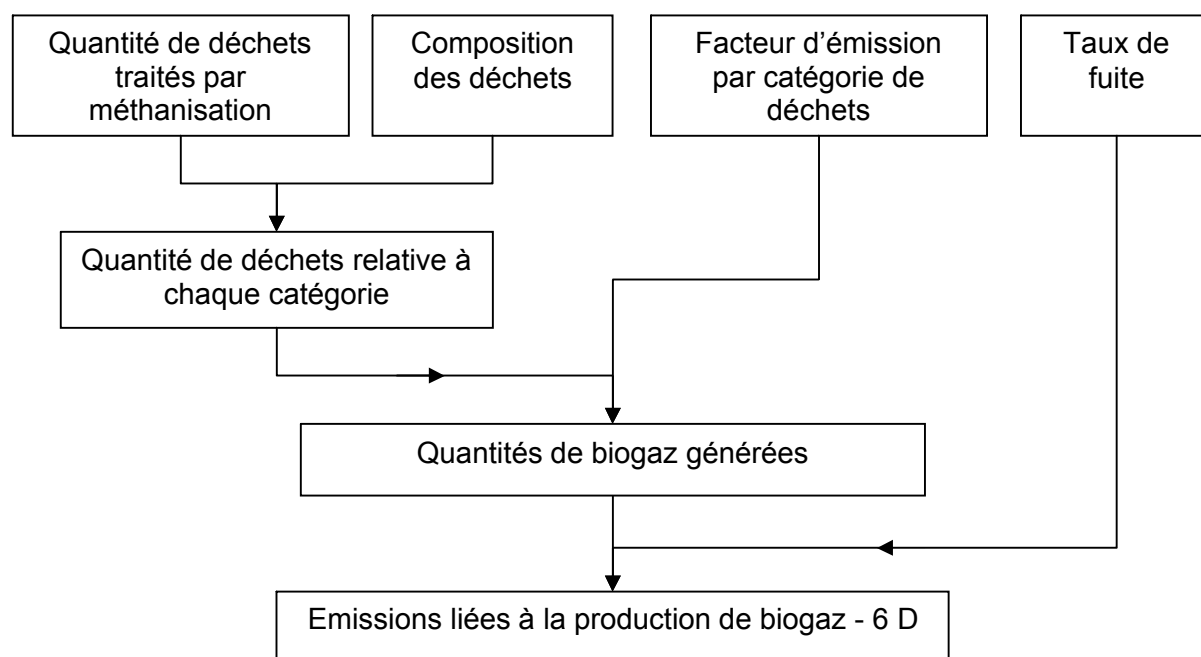 Quantité de déchets
traités par
méthanisation
Composition
des déchets
Facteur d’émission
par catégorie de
déchets
Taux de
fuite
Quantité de déchets relative à
chaque catégorie
Quantités de biogaz générées
Emissions liées à la production de biogaz - 6 D